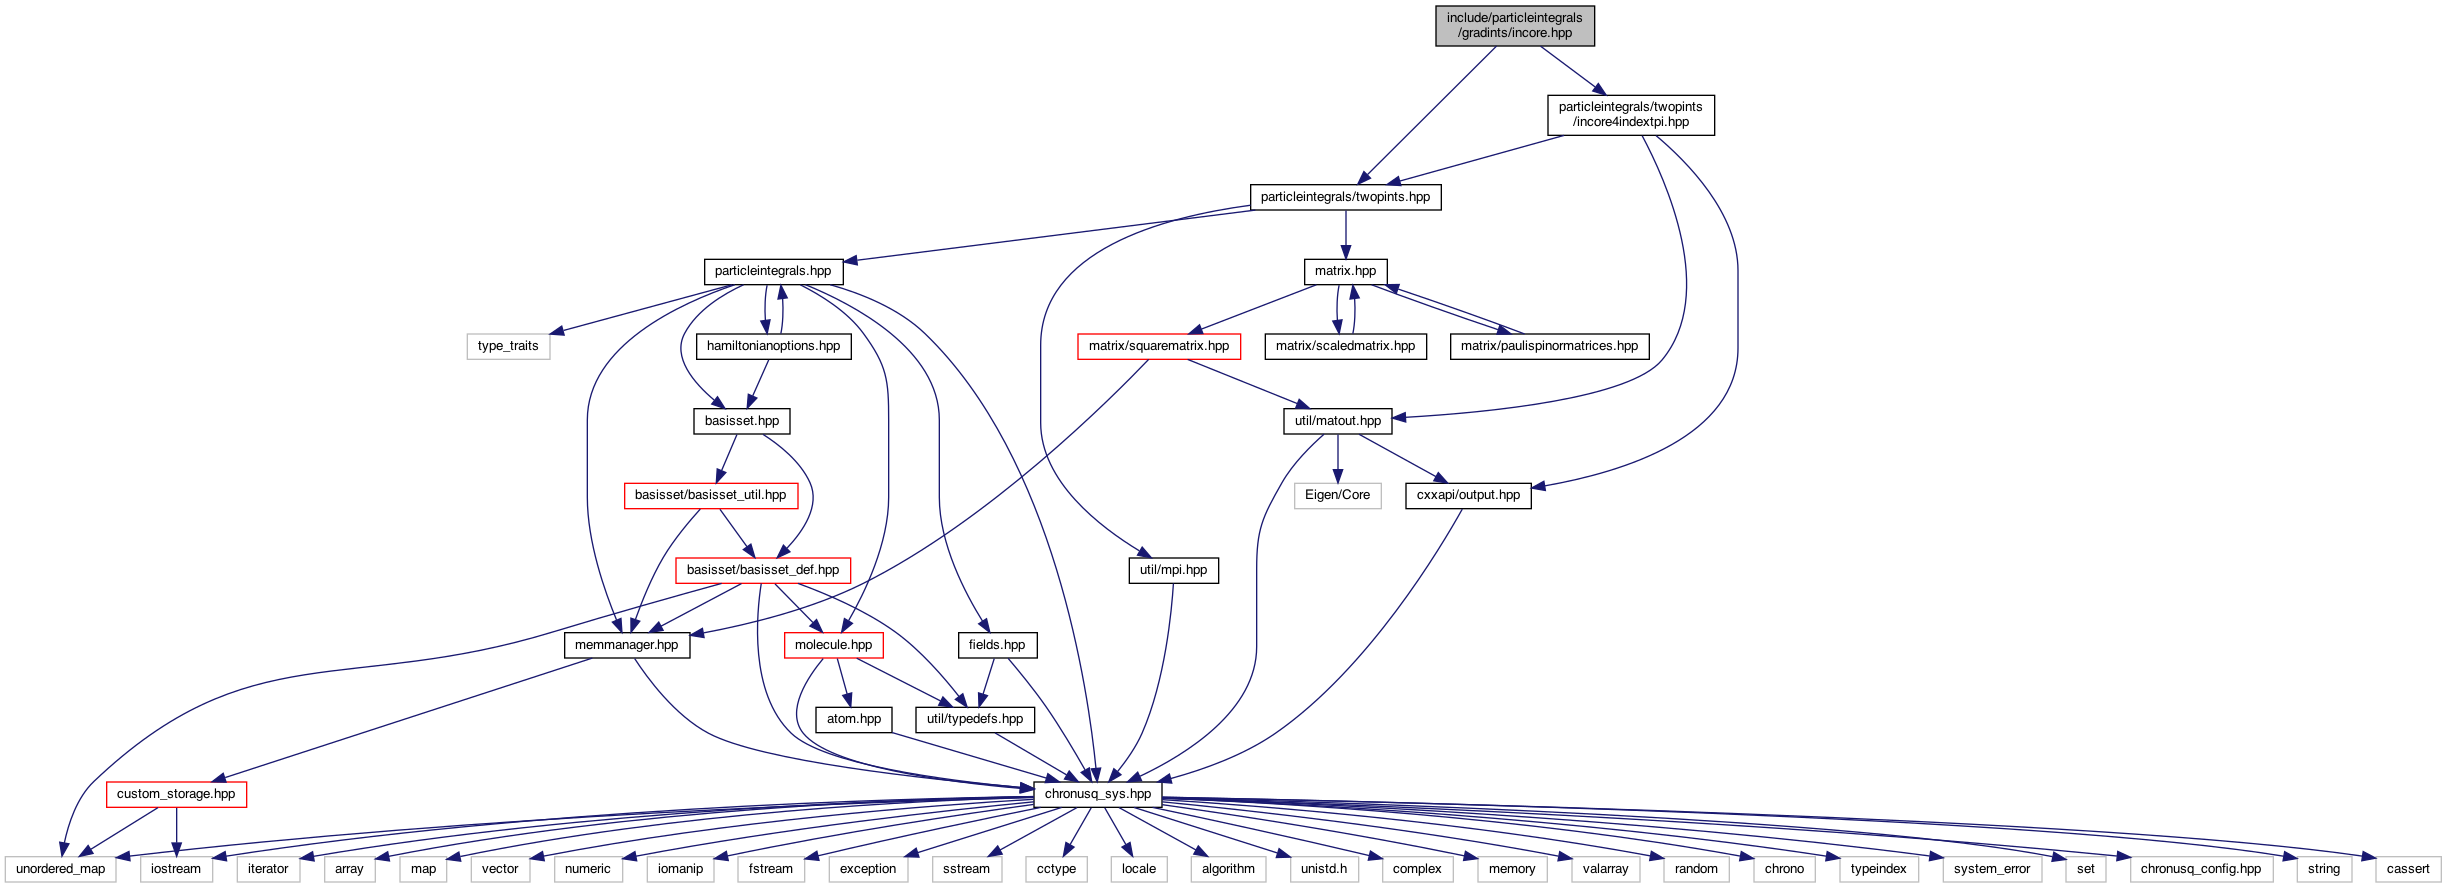 include/particleintegrals
/gradints/incore.hpp
particleintegrals/twopints
/incore4indextpi.hpp
particleintegrals/twopints.hpp
particleintegrals.hpp
matrix.hpp
type_traits
hamiltonianoptions.hpp
matrix/squarematrix.hpp
matrix/scaledmatrix.hpp
matrix/paulispinormatrices.hpp
basisset.hpp
util/matout.hpp
basisset/basisset_util.hpp
Eigen/Core
cxxapi/output.hpp
basisset/basisset_def.hpp
util/mpi.hpp
memmanager.hpp
molecule.hpp
fields.hpp
atom.hpp
util/typedefs.hpp
custom_storage.hpp
chronusq_sys.hpp
unordered_map
iostream
iterator
array
map
vector
numeric
iomanip
fstream
exception
sstream
cctype
locale
algorithm
unistd.h
complex
memory
valarray
random
chrono
typeindex
system_error
set
chronusq_config.hpp
string
cassert